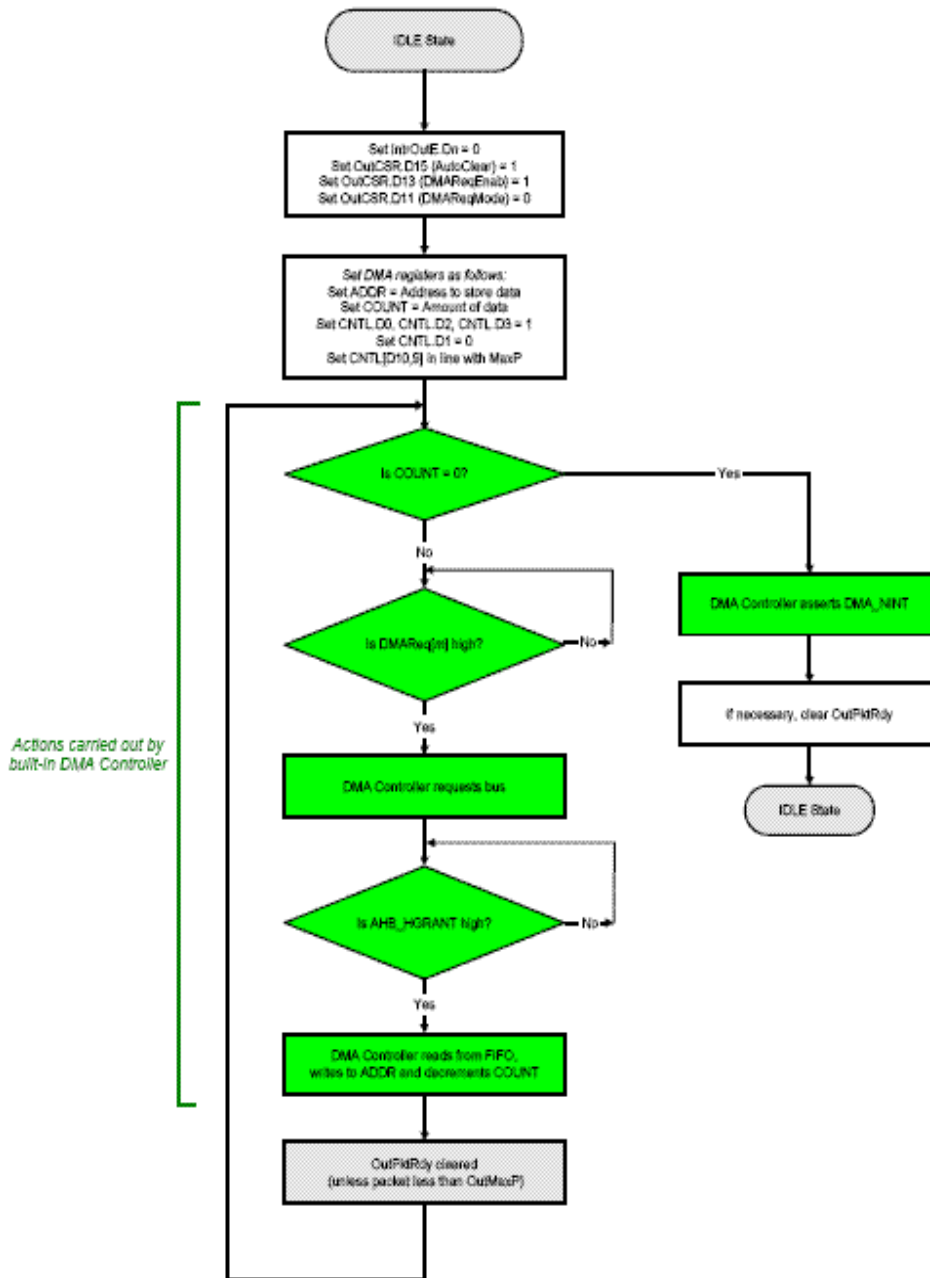 IDLE State
Set IntrOutE.Dn = 0
Set OutCSR.D15 (AutoClear) = 1
Set OutCSR.D13 (DMAReqEnab) = 1
Set OutCSR.D11 (DMAReqMode) = 0
Set DMA registers as follows:
Set ADDR = Address to store data
Set COUNT = Amount of data
Set CNTL.D0, CNTL.D2, CNTL.D3 = 1
Set CNTL.D1 = 0
Set CNTL[D10,9] in line with MaxP
Is COUNT = 0?
Yes
No
DMA Controller asserts DMA_NINT
Is DMAReq[m] high?
No
If necessary, clear OutPktRdy
Yes
Actions carried out by
built-in DMA Controller
DMA Controller requests bus
IDLE State
Is AHB_HGRANT high?
No
Yes
DMA Controller reads from FIFO,
writes to ADDR and decrements COUNT
OutPktRdy cleared
(unless packet less than OutMaxP)